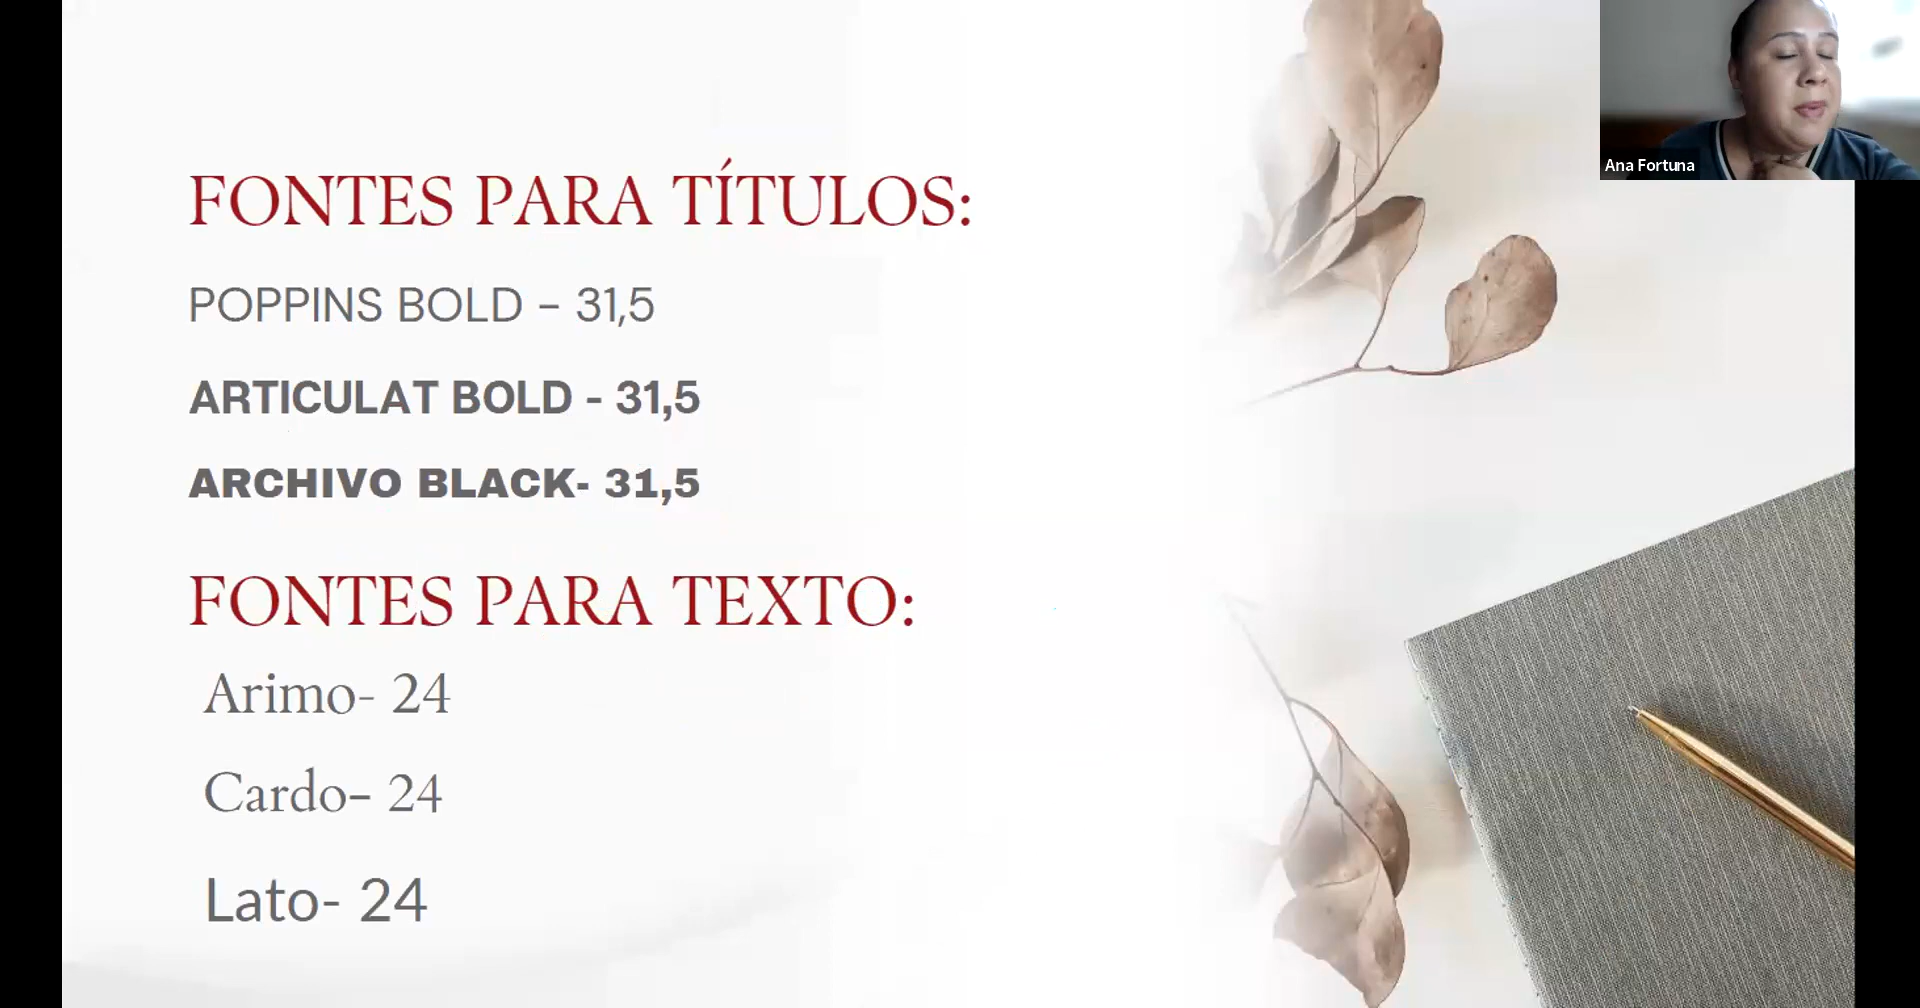 FONTES PARA TÍTULOS:
POPPINS BOLD – 31,5
ARTICULAT BOLD - 31,5
ARCHIVO BLACK- 31,5
FONTES PARA TEXTO:
Arimo- 24
Cardo– 24
Lato- 24
Ana Fortuna